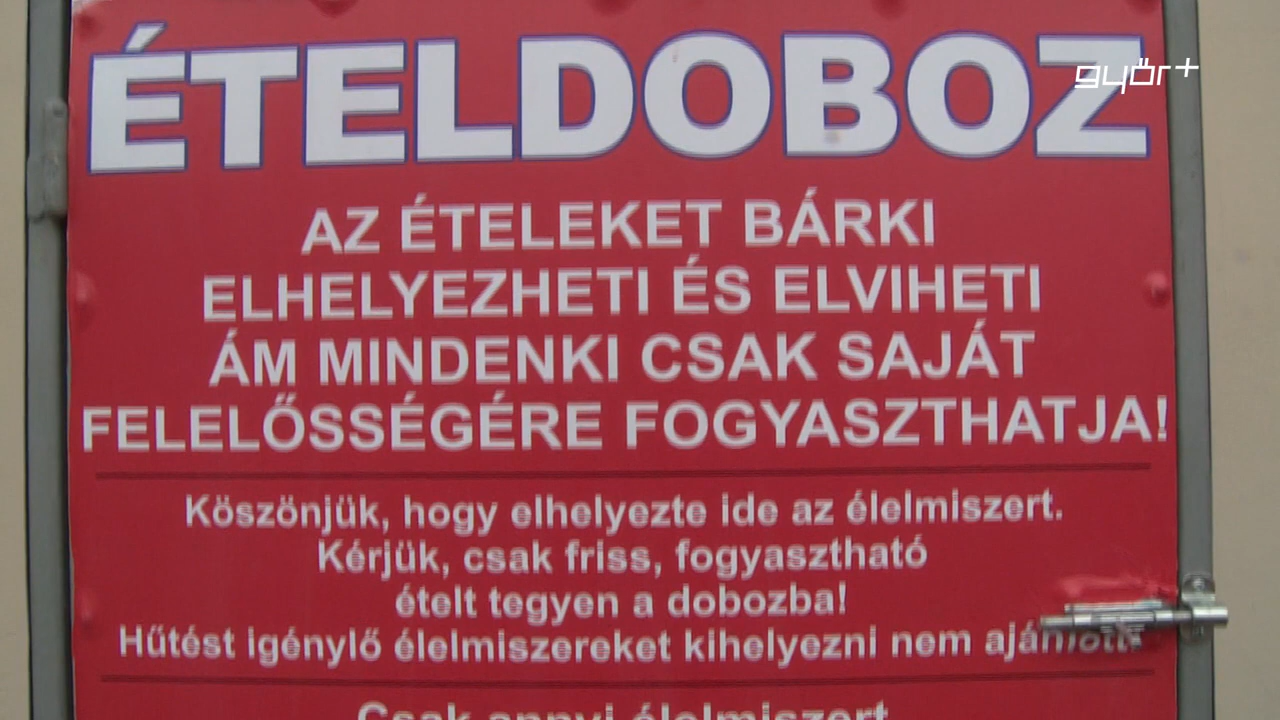 ÉTELDOBOZ
győr+
AZ ÉTELEKET BÁRKI
ELHELYEZHETI ÉS ELVIHETI
ÁM MINDENKI CSAK SAJÁT
FELELŐSSÉGÉRE FOGYASZTHATJA!
Köszönjük, hogy elhelyezte ide az élelmiszert.
Kérjük, csak friss, fogyasztható
ételt tegyen a dobozba!
Hűtést igénylő élelmiszereket kihelyezni nem ajánlott!
Csak annyi élelmiszert